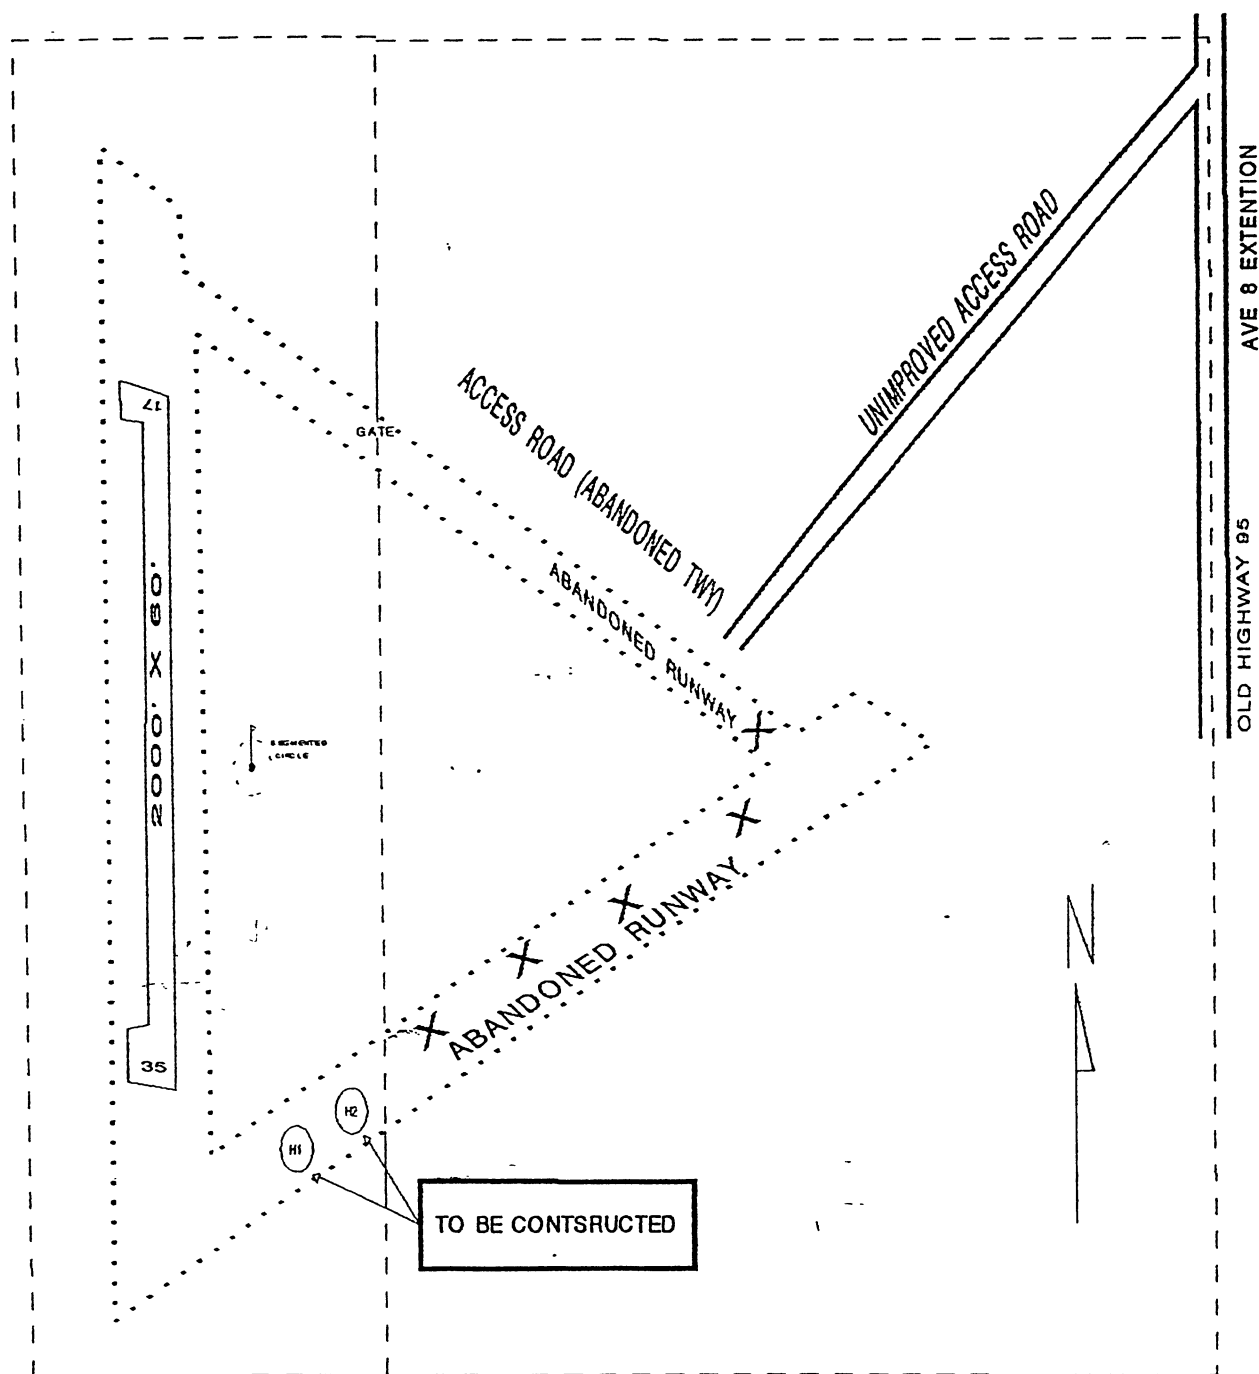 AVE 8 EXTENTION
UNIMPROVED ACCESS ROAD
ACCESS ROAD (ABANDONED TWY)
17
GATE
OLD HIGHWAY 95
ABANDONED RUNWAY
2000' X 60'
SEGMENTED
CIRCLE
ABANDONED RUNWAY
N
35
H2
H1
TO BE CONTSRUCTED